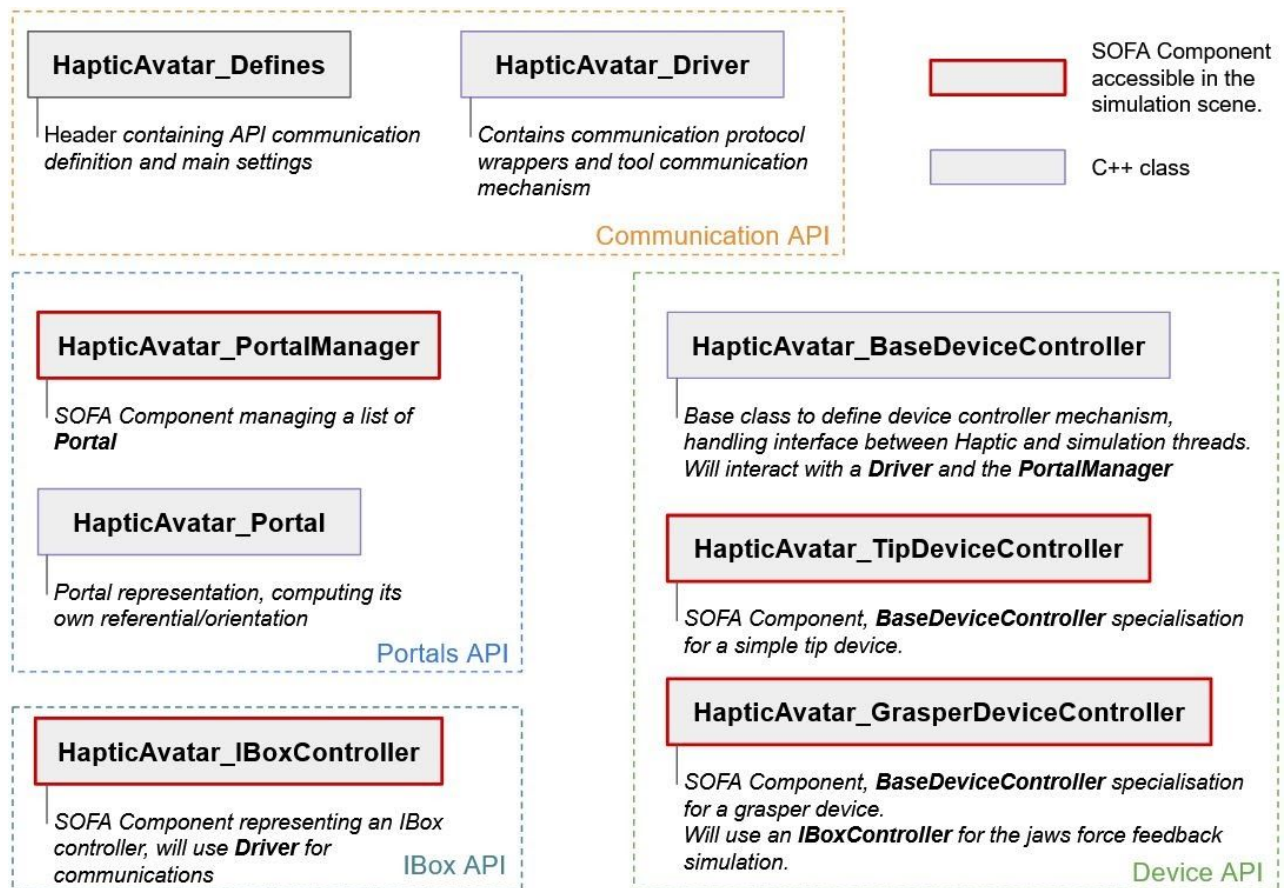 HapticAvatar_Defines
Header containing API communication
definition and main settings
HapticAvatar_Driver
Contains communication protocol
wrappers and tool communication
mechanism
Communication API
SOFA Component
accessible in the
simulation scene.
C++ class
HapticAvatar_PortalManager
SOFA Component managing a list of
Portal
HapticAvatar_Portal
Portal representation, computing its
own referential/orientation
Portals API
HapticAvatar_IBoxController
SOFA Component representing an IBox
controller, will use Driver for
communications
IBox API
HapticAvatar_BaseDeviceController
Base class to define device controller mechanism,
handling interface between Haptic and simulation threads.
Will interact with a Driver and the PortalManager
HapticAvatar_TipDeviceController
SOFA Component, BaseDeviceController specialisation
for a simple tip device.
HapticAvatar_GrasperDeviceController
SOFA Component, BaseDeviceController specialisation
for a grasper device.
Will use an IBoxController for the jaws force feedback
simulation.
Device API